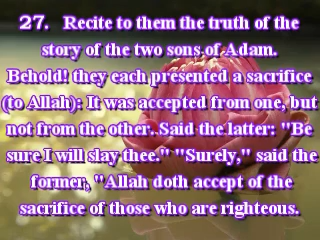 27. Recite to them the truth of the
story of the two sons of Adam.
Behold! they each presented a sacrifice
(to Allah): It was accepted from one, but
not from the other. Said the latter: "Be
sure I will slay thee." "Surely," said the
former, "Allah doth accept of the
sacrifice of those who are righteous.